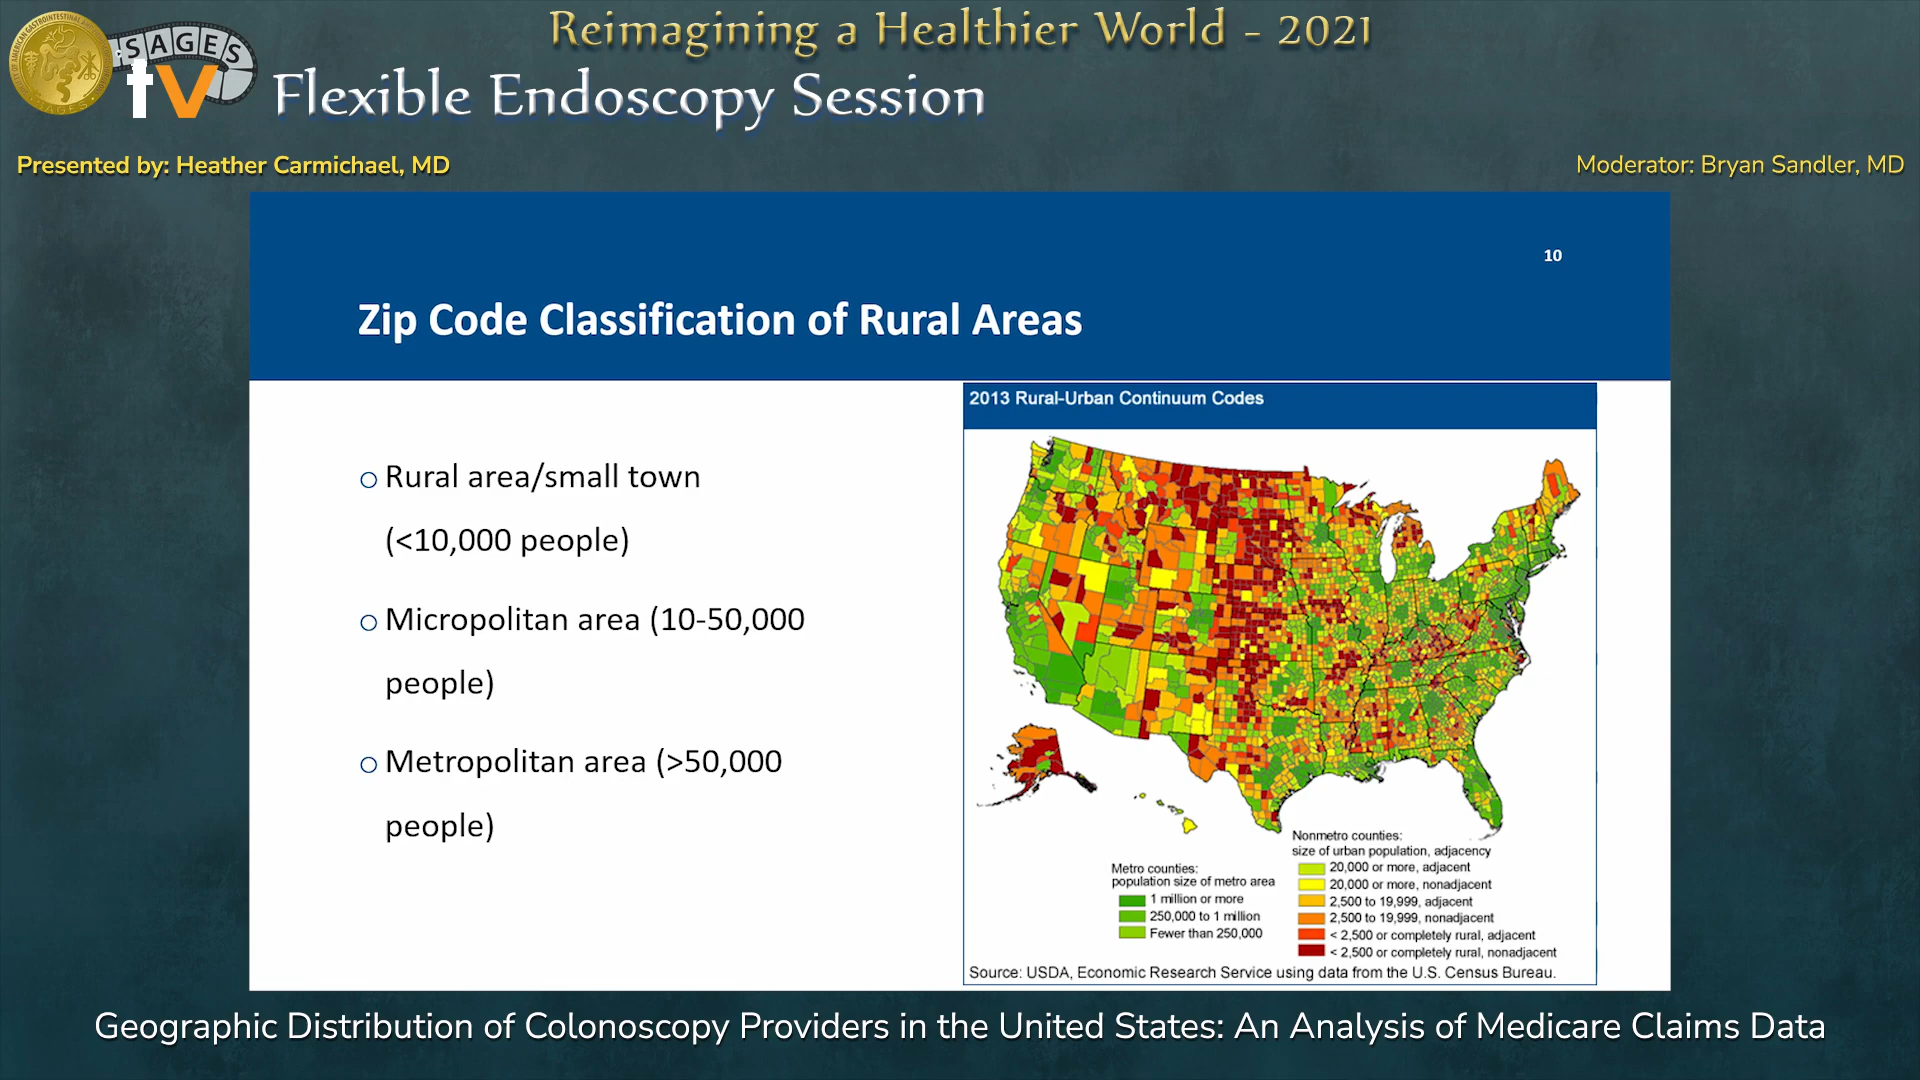 Reimagining a Healthier World - 2021
SAGES
tv
Flexible Endoscopy Session
Presented by: Heather Carmichael, MD
Moderator: Bryan Sandler, MD
10
Zip Code Classification of Rural Areas
Rural area/small town
(<10,000 people)
Micropolitan area (10-50,000
people)
Metropolitan area (>50,000
people)
2013 Rural-Urban Continuum Codes
Metro counties:
population size of metro area
1 million or more
250,000 to 1 million
Fewer than 250,000
Nonmetro counties:
size of urban population, adjacency
20,000 or more, adjacent
20,000 or more, nonadjacent
2,500 to 19,999, adjacent
2,500 to 19,999, nonadjacent
< 2,500 or completely rural, adjacent
< 2,500 or completely rural, nonadjacent
Source: USDA, Economic Research Service using data from the U.S. Census Bureau.
Geographic Distribution of Colonoscopy Providers in the United States: An Analysis of Medicare Claims Data